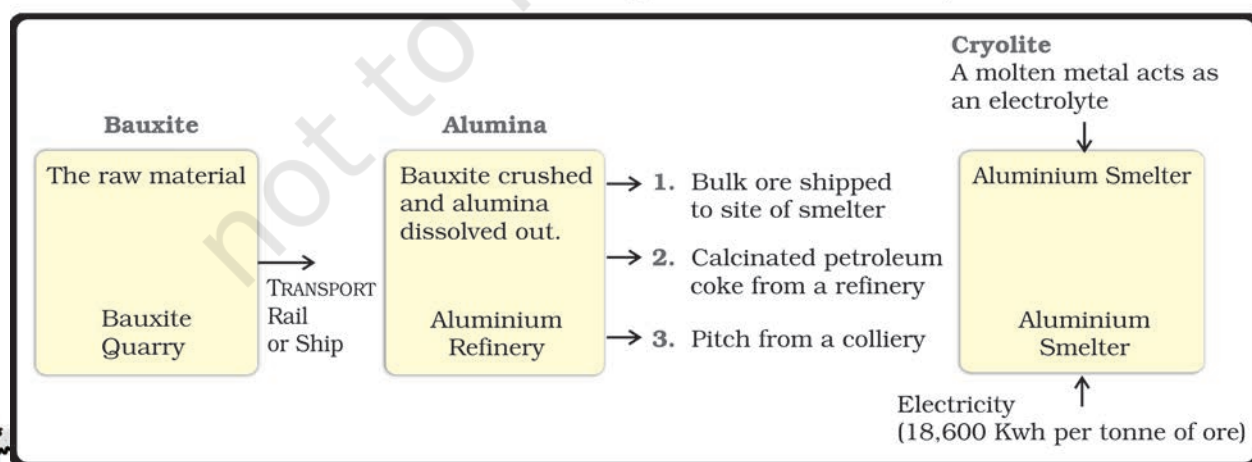 Cryolite
A molten metal acts as
an electrolyte
Bauxite
The raw material
Bauxite
Quarry
TRANSPORT
Rail
or Ship
Alumina
Bauxite crushed
and alumina
dissolved out.
Aluminium
Refinery
1. Bulk ore shipped
to site of smelter
2. Calcinated petroleum
coke from a refinery
3. Pitch from a colliery
Aluminium Smelter
Aluminium
Smelter
Electricity
(18,600 Kwh per tonne of ore)
not to